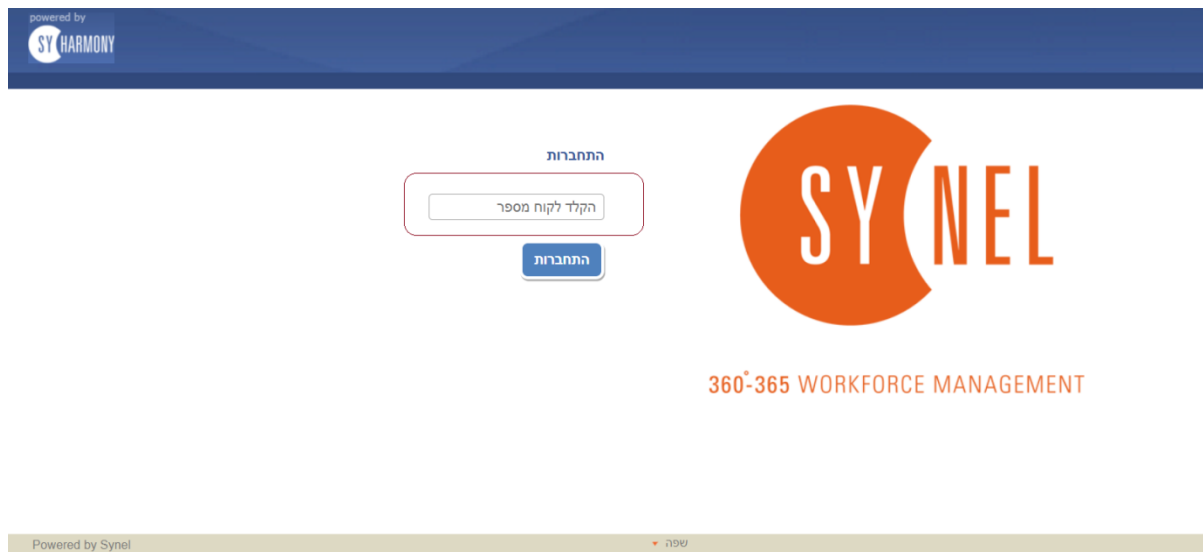 powered by
SY HARMONY
התחברות
הקלד לקוח מספר
התחברות
SYNEL
360°-365 WORKFORCE MANAGEMENT
Powered by Synel
שפה